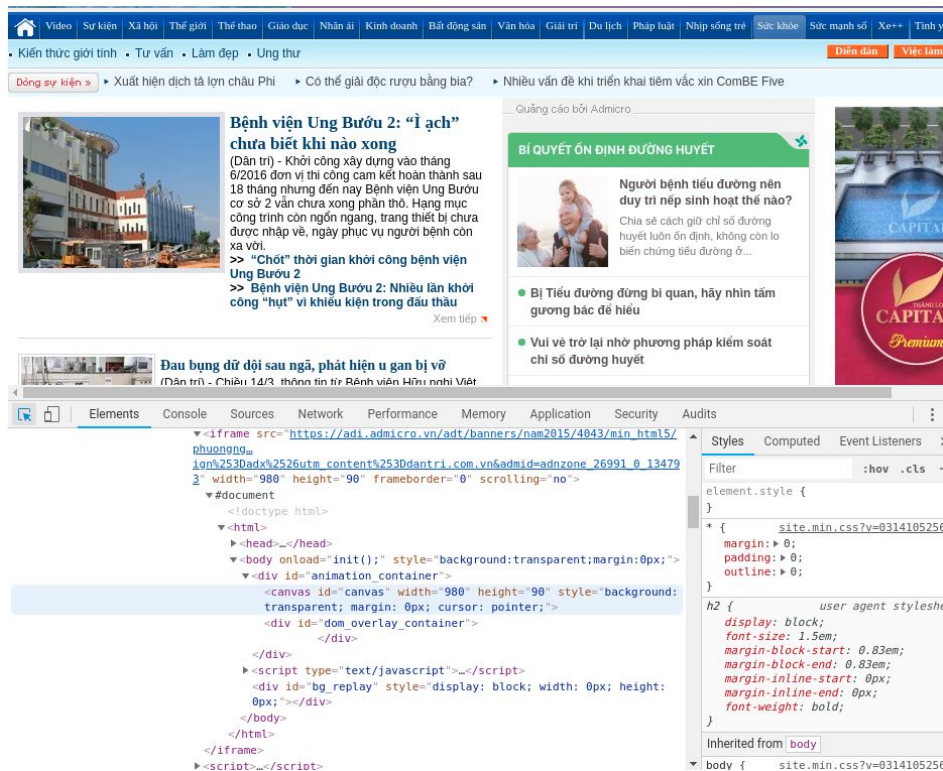 Video Sự kiện Xã hội Thế giới Thể thao Giáo dục Nhân ái Kinh doanh Bất động sản Văn hóa Giải trí Du lịch Pháp luật Nhịp sống trẻ Sức khỏe Sức mạnh số Xe++ Tình y
• Kiến thức giới tính • Tư vấn • Làm đẹp • Ung thư
Diễn đàn Việc làm
Dòng sự kiện »
Xuất hiện dịch tả lợn châu Phi
Có thể giải độc rượu bằng bia?
Nhiều vấn đề khi triển khai tiêm vắc xin ComBE Five
Bệnh viện Ung Bướu 2: “Ì ạch”
chưa biết khi nào xong
(Dân trí) - Khởi công xây dựng vào tháng
6/2016 đơn vị thi công cam kết hoàn thành sau
18 tháng nhưng đến nay Bệnh viện Ung Bướu
cơ sở 2 vẫn chưa xong phần thô. Hạng mục
công trình còn ngổn ngang, trang thiết bị chưa
được nhập về, ngày phục vụ người bệnh còn
xa vời.
>> “Chốt” thời gian khởi công bệnh viện
Ung Bướu 2
>> Bệnh viện Ung Bướu 2: Nhiều lần khởi
công “hụt” vì khiếu kiện trong đấu thầu
Xem tiếp
Đau bụng dữ dội sau ngã, phát hiện u gan bị vỡ
(Dân trí) - Chiều 14/3, thông tin từ Bệnh viện Hữu nghị Việt
Quảng cáo bởi Admicro
BÍ QUYẾT ỔN ĐỊNH ĐƯỜNG HUYẾT
Người bệnh tiểu đường nên
duy trì nếp sinh hoạt thế nào?
Chia sẻ cách giữ chỉ số đường
huyết luôn ổn định, không còn lo
biến chứng tiểu đường ở...
Bị Tiểu đường đừng bi quan, hãy nhìn tấm
gương bác để hiểu
Vui vẻ trở lại nhờ phương pháp kiểm soát
chỉ số đường huyết
CAPITA
THĂNG LO
CAPITA
Premium
Elements Console Sources Network Performance Memory Application Security Audits
<iframe src="https://adi.admicro.vn/adt/banners/nam2015/4043/min_html5/
phuongng…
ign%253Dadx%2526utm_content%253Ddantri.com.vn&admid=adnzone_26991_0_13479
3" width="980" height="90" frameborder="0" scrolling="no">
#document
<!doctype html>
<html>
<head>…</head>
<body onload="init();" style="background:transparent;margin:0px;">
<div id="animation_container">
<canvas id="canvas" width="980" height="90" style="background:
transparent; margin: 0px; cursor: pointer;">
<div id="dom_overlay_container">
</div>
</div>
<script type="text/javascript">…</script>
<div id="bg_replay" style="display: block; width: 0px; height:
0px;"></div>
</body>
</html>
</iframe>
<script>…</script>
Styles Computed Event Listeners
Filter :hov .cls
element.style {
}
* { site.min.css?v=0314105256
margin: 0;
padding: 0;
outline: 0;
}
h2 { user agent styleshe
display: block;
font-size: 1.5em;
margin-block-start: 0.83em;
margin-block-end: 0.83em;
margin-inline-start: 0px;
margin-inline-end: 0px;
font-weight: bold;
}
Inherited from body
body { site.min.css?v=0314105256